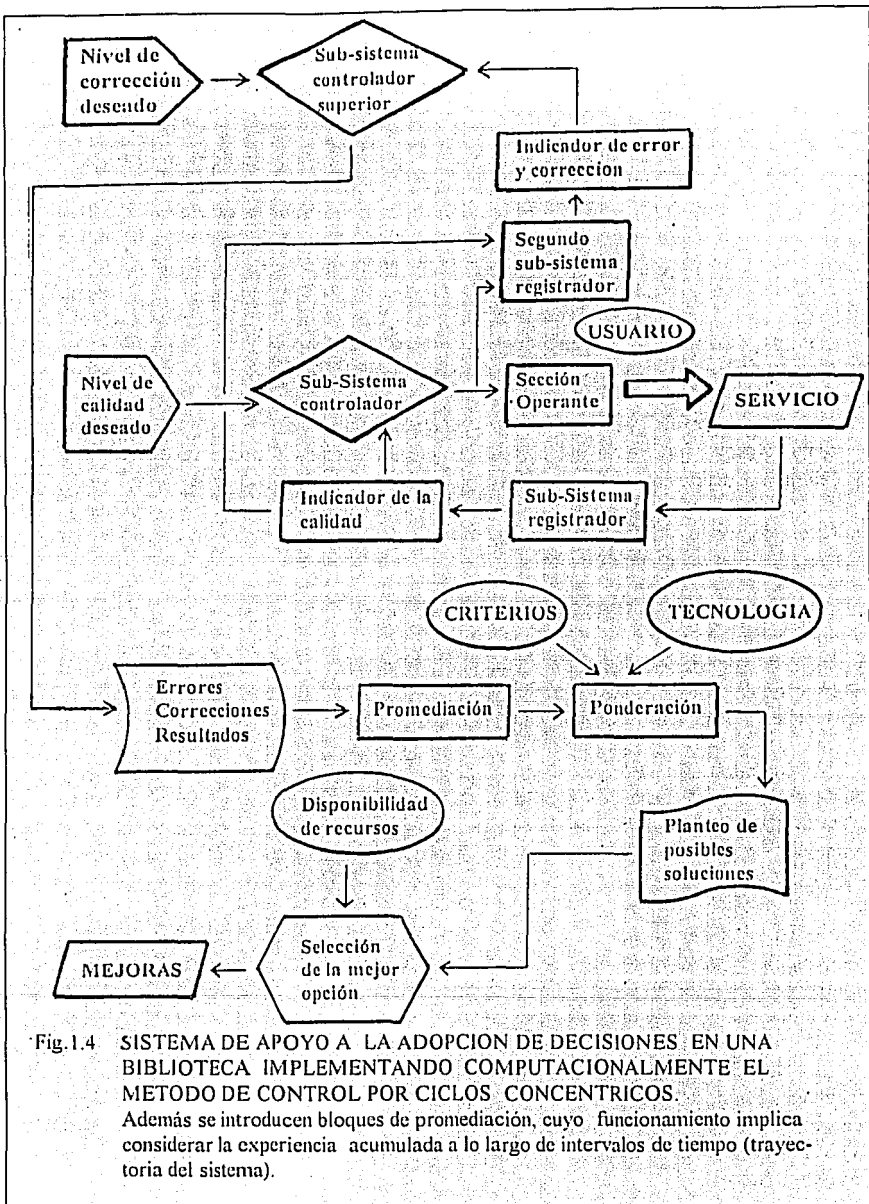 Nivel de
corrección
deseado
Sub-sistema
controlador
superior
Indicador de error
y correccion
Segundo
sub-sistema
registrador
USUARIO
Nivel de
calidad
deseado
Sub-Sistema
controlador
Sección
Operante
SERVICIO
Indicador de la
calidad
Sub-Sistema
registrador
CRITERIOS
TECNOLOGIA
Errores
Correcciones
Resultados
Promediación
Ponderación
Disponibilidad
de recursos
Planteo de
posibles
soluciones
Selección
de la mejor
opción
MEJORAS
Fig.1.4 SISTEMA DE APOYO A LA ADOPCION DE DECISIONES EN UNA
BIBLIOTECA IMPLEMENTANDO COMPUTACIONALMENTE EL
METODO DE CONTROL POR CICLOS CONCENTRICOS.
Además se introducen bloques de promediación, cuyo funcionamiento implica
considerar la experiencia acumulada a lo largo de intervalos de tiempo (trayec-
toria del sistema).